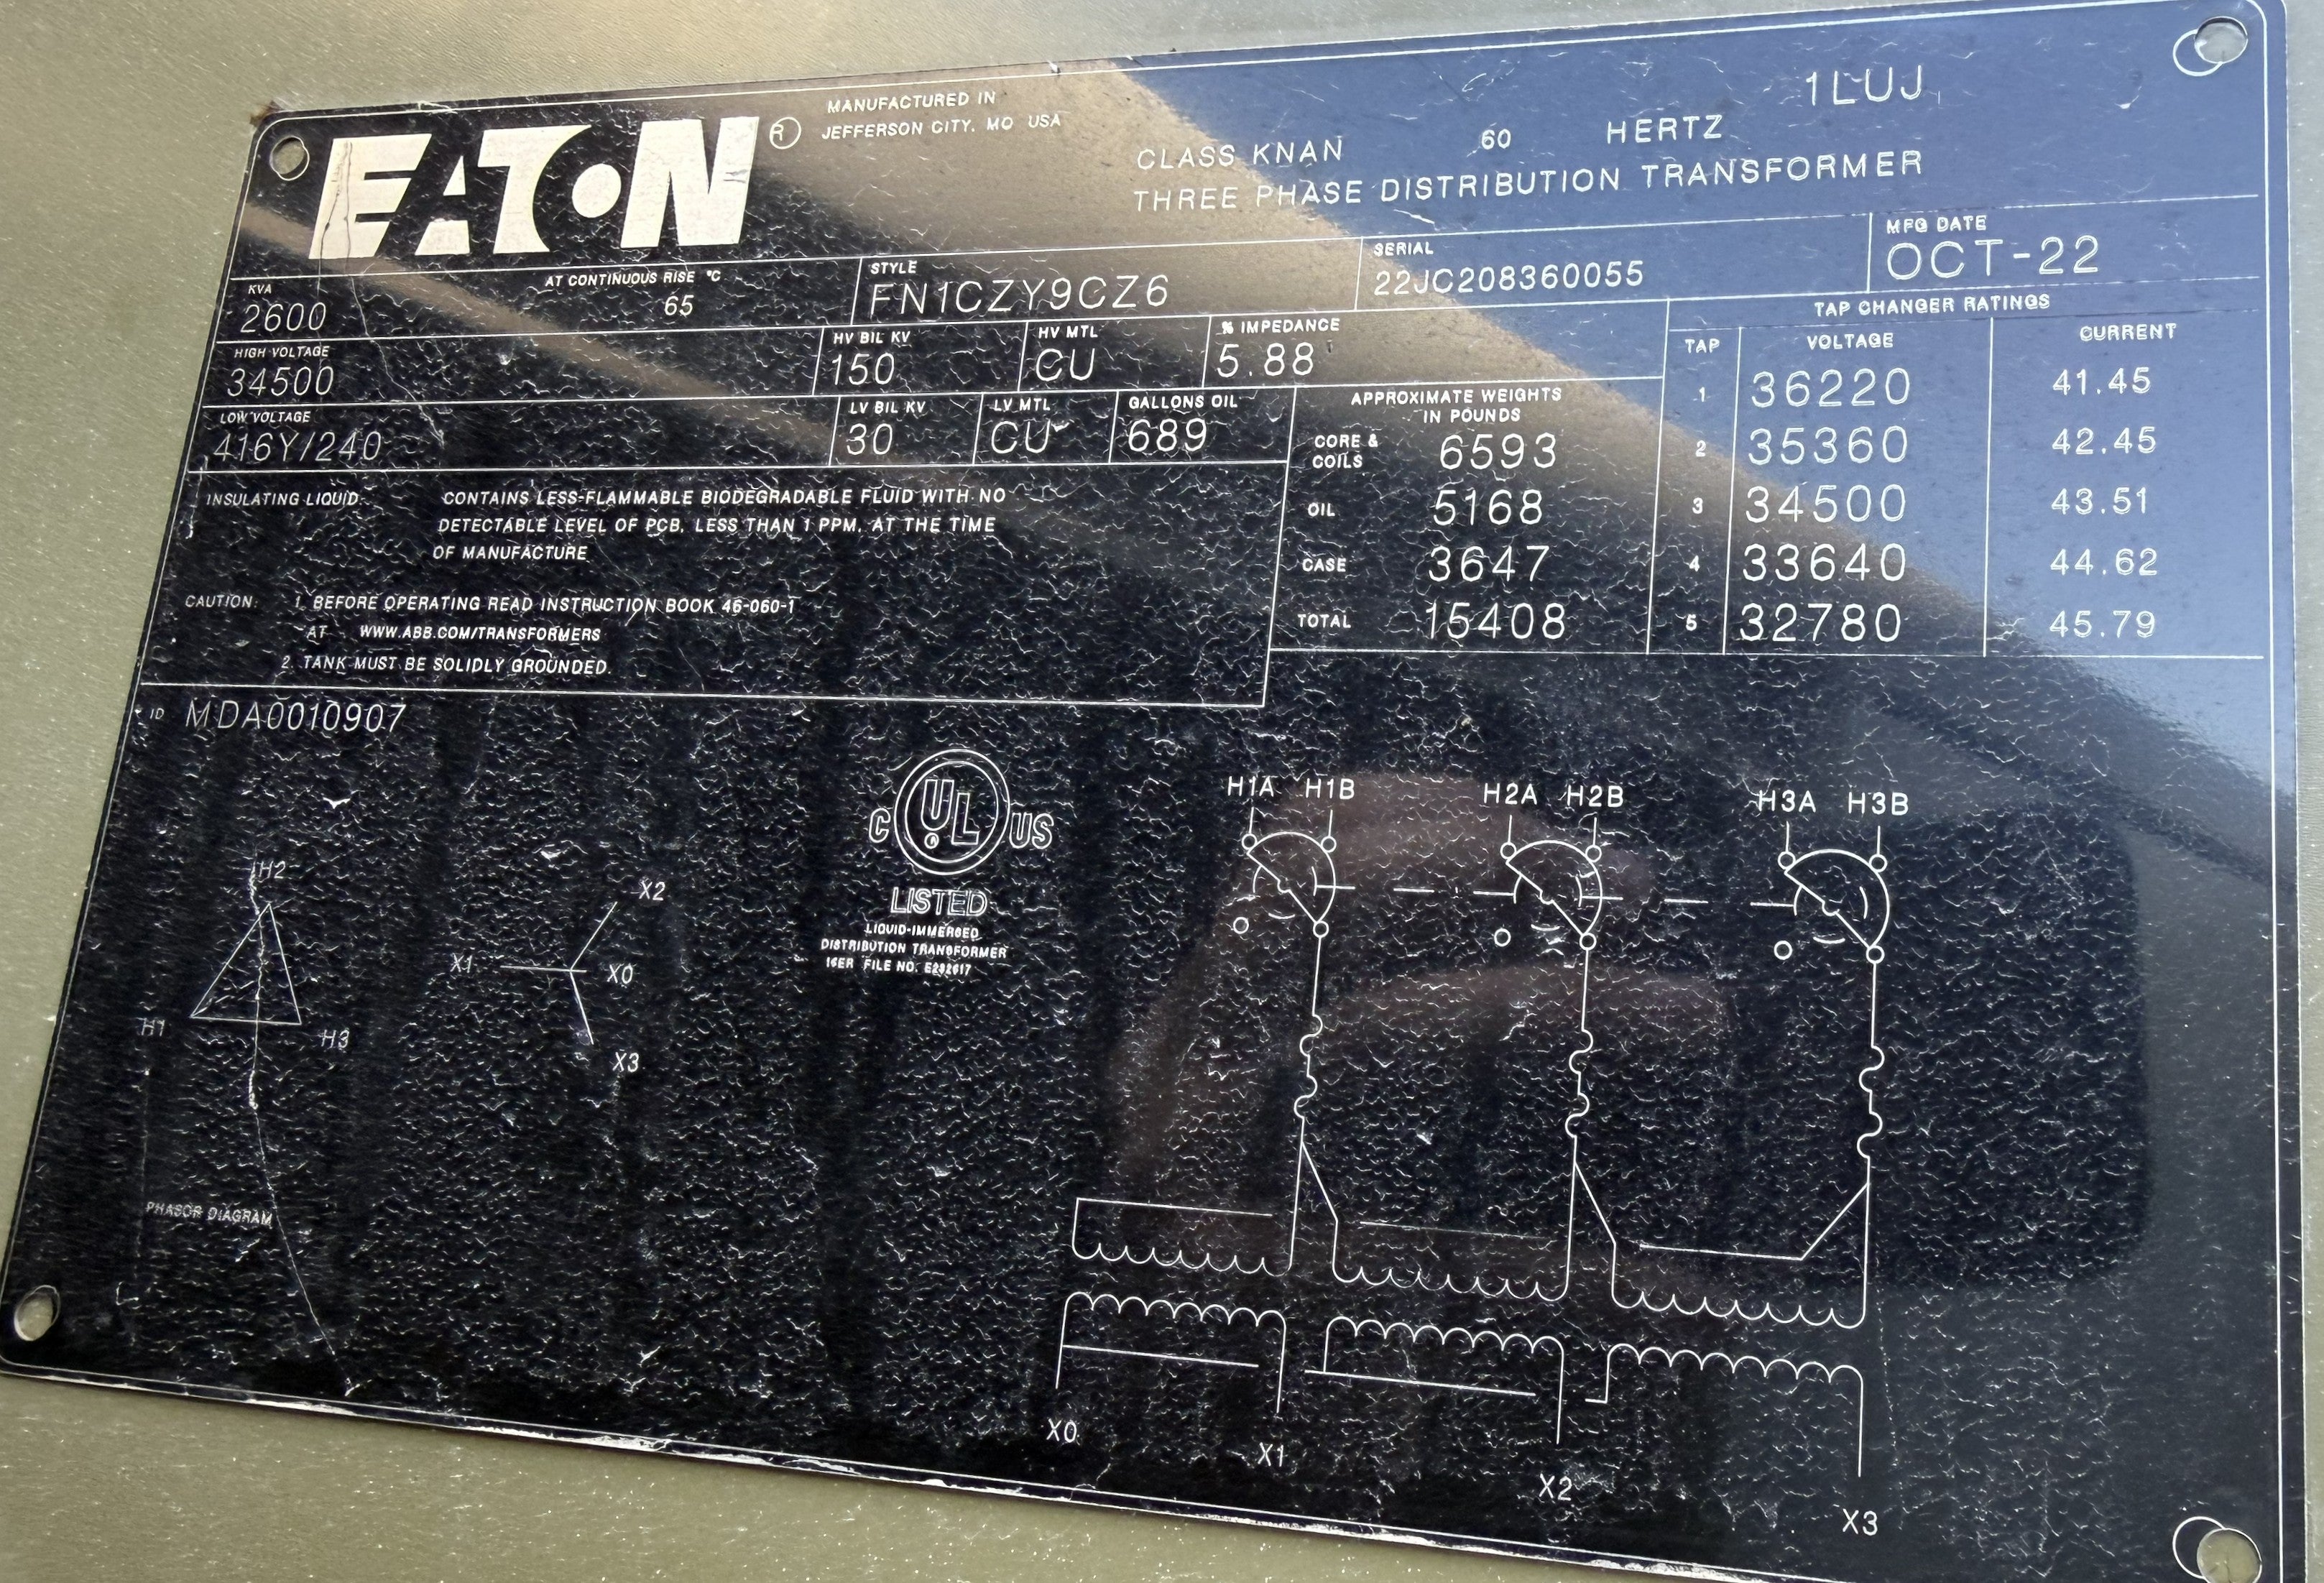 1LUJ
EATON ®
MANUFACTURED IN
JEFFERSON CITY, MO USA
CLASS KNAN 60 HERTZ
THREE PHASE DISTRIBUTION TRANSFORMER
KVA
2600
AT CONTINUOUS RISE °C
65
STYLE
FN1CZY9CZ6
SERIAL
22JC208360055
MFG DATE
OCT-22
HIGH VOLTAGE
34500
HV BIL KV
150
HV MTL
CU
% IMPEDANCE
5.88
LOW VOLTAGE
416Y/240
LV BIL KV
30
LV MTL
CU
GALLONS OIL
689
APPROXIMATE WEIGHTS
IN POUNDS
CORE &
COILS 6593
OIL 5168
CASE 3647
TOTAL 15408
TAP CHANGER RATINGS
TAP VOLTAGE CURRENT
1 36220 41.45
2 35360 42.45
3 34500 43.51
4 33640 44.62
5 32780 45.79
INSULATING LIQUID: CONTAINS LESS-FLAMMABLE BIODEGRADABLE FLUID WITH NO
DETECTABLE LEVEL OF PCB, LESS THAN 1 PPM, AT THE TIME
OF MANUFACTURE
CAUTION: 1. BEFORE OPERATING READ INSTRUCTION BOOK 46-060-1
AT WWW.ABB.COM/TRANSFORMERS
2. TANK MUST BE SOLIDLY GROUNDED.
ID MDA0010907
C UL ® US
LISTED
LIQUID-IMMERSED
DISTRIBUTION TRANSFORMER
FILE NO.
H2
H1
H3
X2
X1
X0
X3
PHASOR DIAGRAM
H1A H1B H2A H2B H3A H3B
X0 X1 X2 X3